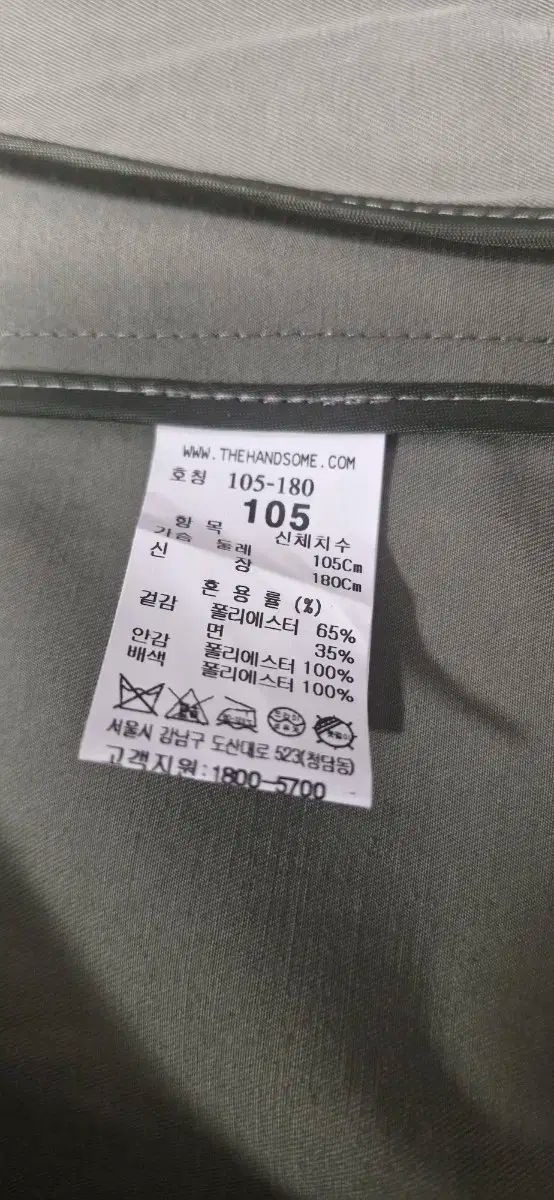 WWW.THEHANDSOME.COM
호칭 105-180
105
항 목 신체치수
가슴 둘레 105Cm
신 장 180Cm
혼 용 률 (%)
겉감 폴리에스터 65%
면 35%
안감 폴리에스터 100%
배색 폴리에스터 100%
서울시 강남구 도산대로 523(청담동)
고객지원:1800-5700